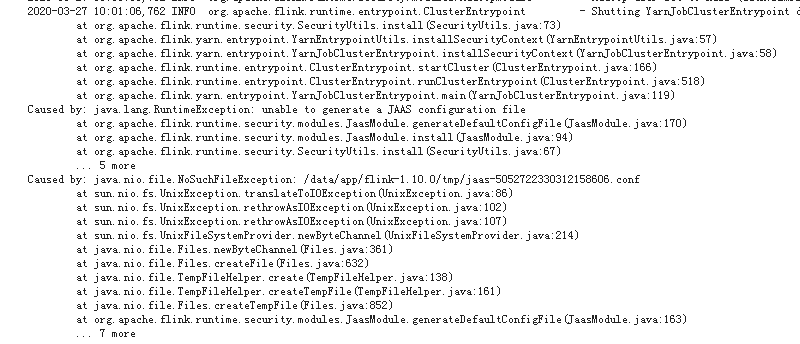 2020-03-27 10:01:06,762 INFO  org.apache.flink.runtime.entrypoint.ClusterEntrypoint         - Shutting YarnJobClusterEntrypoint d
at org.apache.flink.runtime.security.SecurityUtils.install(SecurityUtils.java:73)
at org.apache.flink.yarn.entrypoint.YarnEntrypointUtils.installSecurityContext(YarnEntrypointUtils.java:57)
at org.apache.flink.yarn.entrypoint.YarnJobClusterEntrypoint.installSecurityContext(YarnJobClusterEntrypoint.java:58)
at org.apache.flink.runtime.entrypoint.ClusterEntrypoint.startCluster(ClusterEntrypoint.java:166)
at org.apache.flink.runtime.entrypoint.ClusterEntrypoint.runClusterEntrypoint(ClusterEntrypoint.java:518)
at org.apache.flink.yarn.entrypoint.YarnJobClusterEntrypoint.main(YarnJobClusterEntrypoint.java:119)
Caused by: java.lang.RuntimeException: unable to generate a JAAS configuration file
at org.apache.flink.runtime.security.modules.JaasModule.generateDefaultConfigFile(JaasModule.java:170)
at org.apache.flink.runtime.security.modules.JaasModule.install(JaasModule.java:94)
at org.apache.flink.runtime.security.SecurityUtils.install(SecurityUtils.java:67)
... 5 more
Caused by: java.nio.file.NoSuchFileException: /data/app/flink-1.10.0/tmp/jaas-5052722330312158606.conf
at sun.nio.fs.UnixException.translateToIOException(UnixException.java:86)
at sun.nio.fs.UnixException.rethrowAsIOException(UnixException.java:102)
at sun.nio.fs.UnixException.rethrowAsIOException(UnixException.java:107)
at sun.nio.fs.UnixFileSystemProvider.newByteChannel(UnixFileSystemProvider.java:214)
at java.nio.file.Files.newByteChannel(Files.java:361)
at java.nio.file.Files.createFile(Files.java:632)
at java.nio.file.TempFileHelper.create(TempFileHelper.java:138)
at java.nio.file.TempFileHelper.createTempFile(TempFileHelper.java:161)
at java.nio.file.Files.createTempFile(Files.java:852)
at org.apache.flink.runtime.security.modules.JaasModule.generateDefaultConfigFile(JaasModule.java:163)
... 7 more